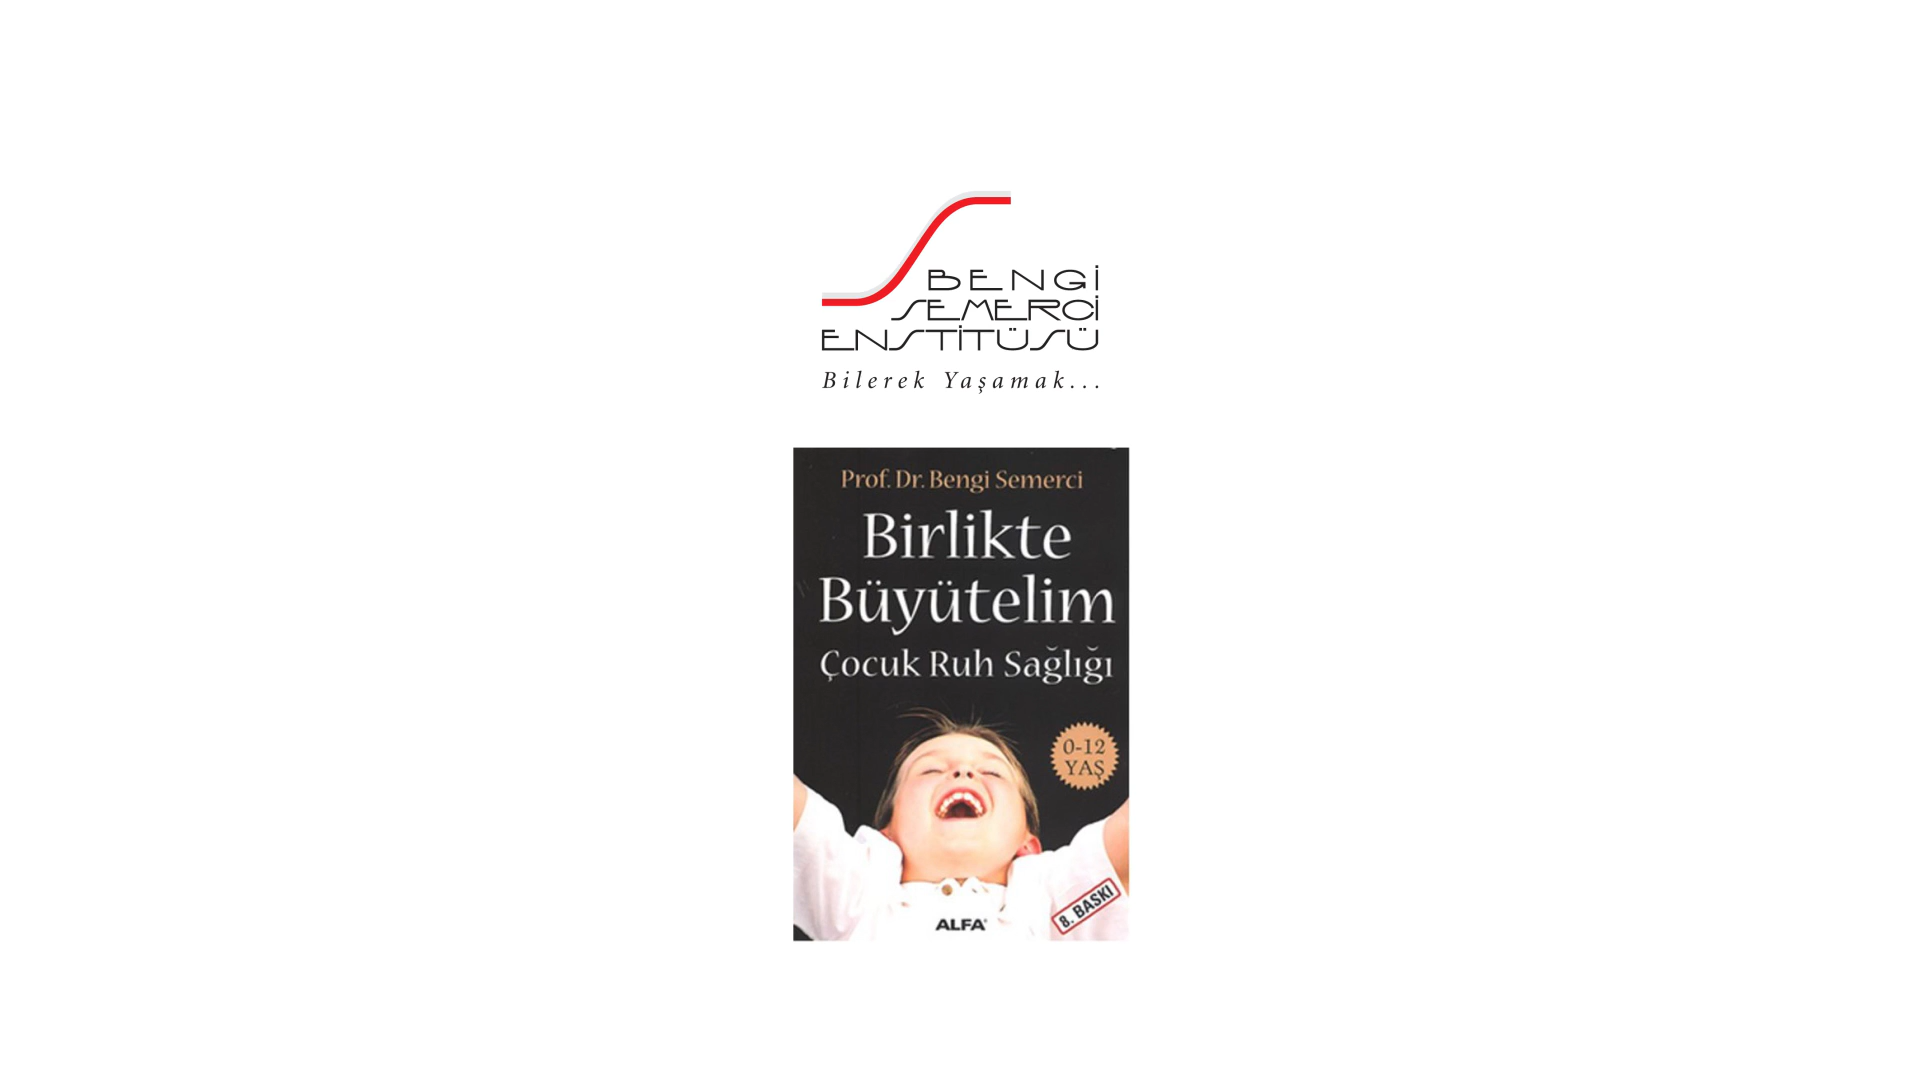 BENGİ
SEMERCİ
ENSTİTÜSÜ
Bilerek Yaşamak...
Prof. Dr. Bengi Semerci
Birlikte
Büyütelim
Çocuk Ruh Sağlığı
0-12
YAŞ
8. BASKI
ALFA